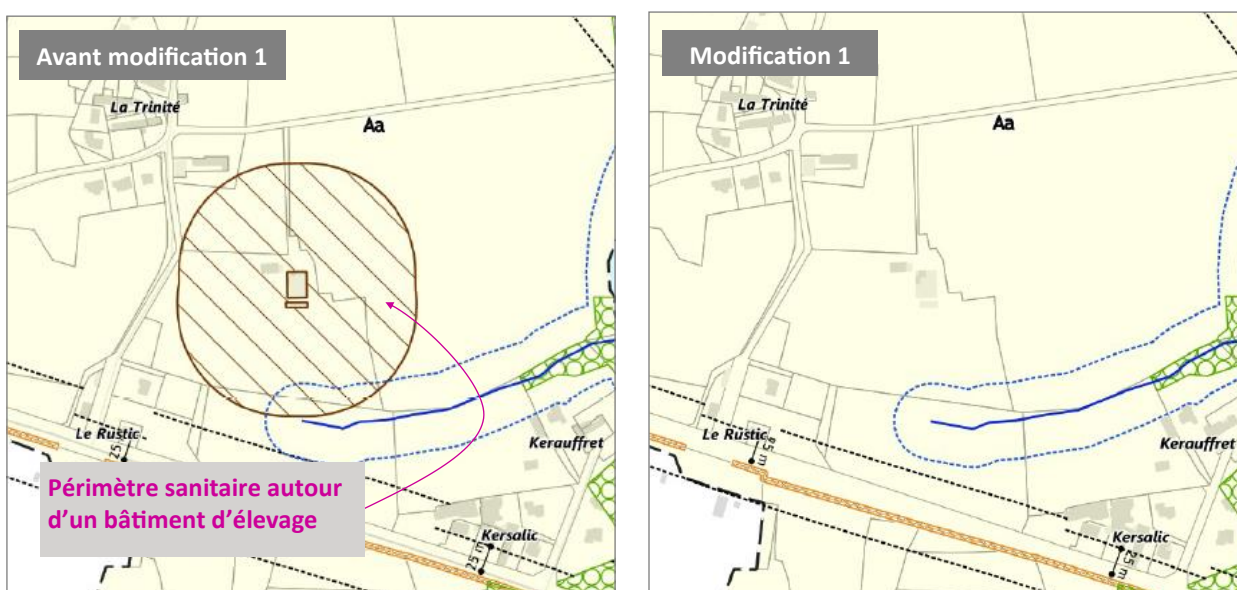 Avant modification 1
La Trinité
Aa
Le Rustic
25
Kerauffret
Périmètre sanitaire autour
d'un bâtiment d'élevage
Kersalic
25 m
Modification 1
La Trinité
Aa
Le Rustic
25 m
Kerauffret
Kersalic
25 m